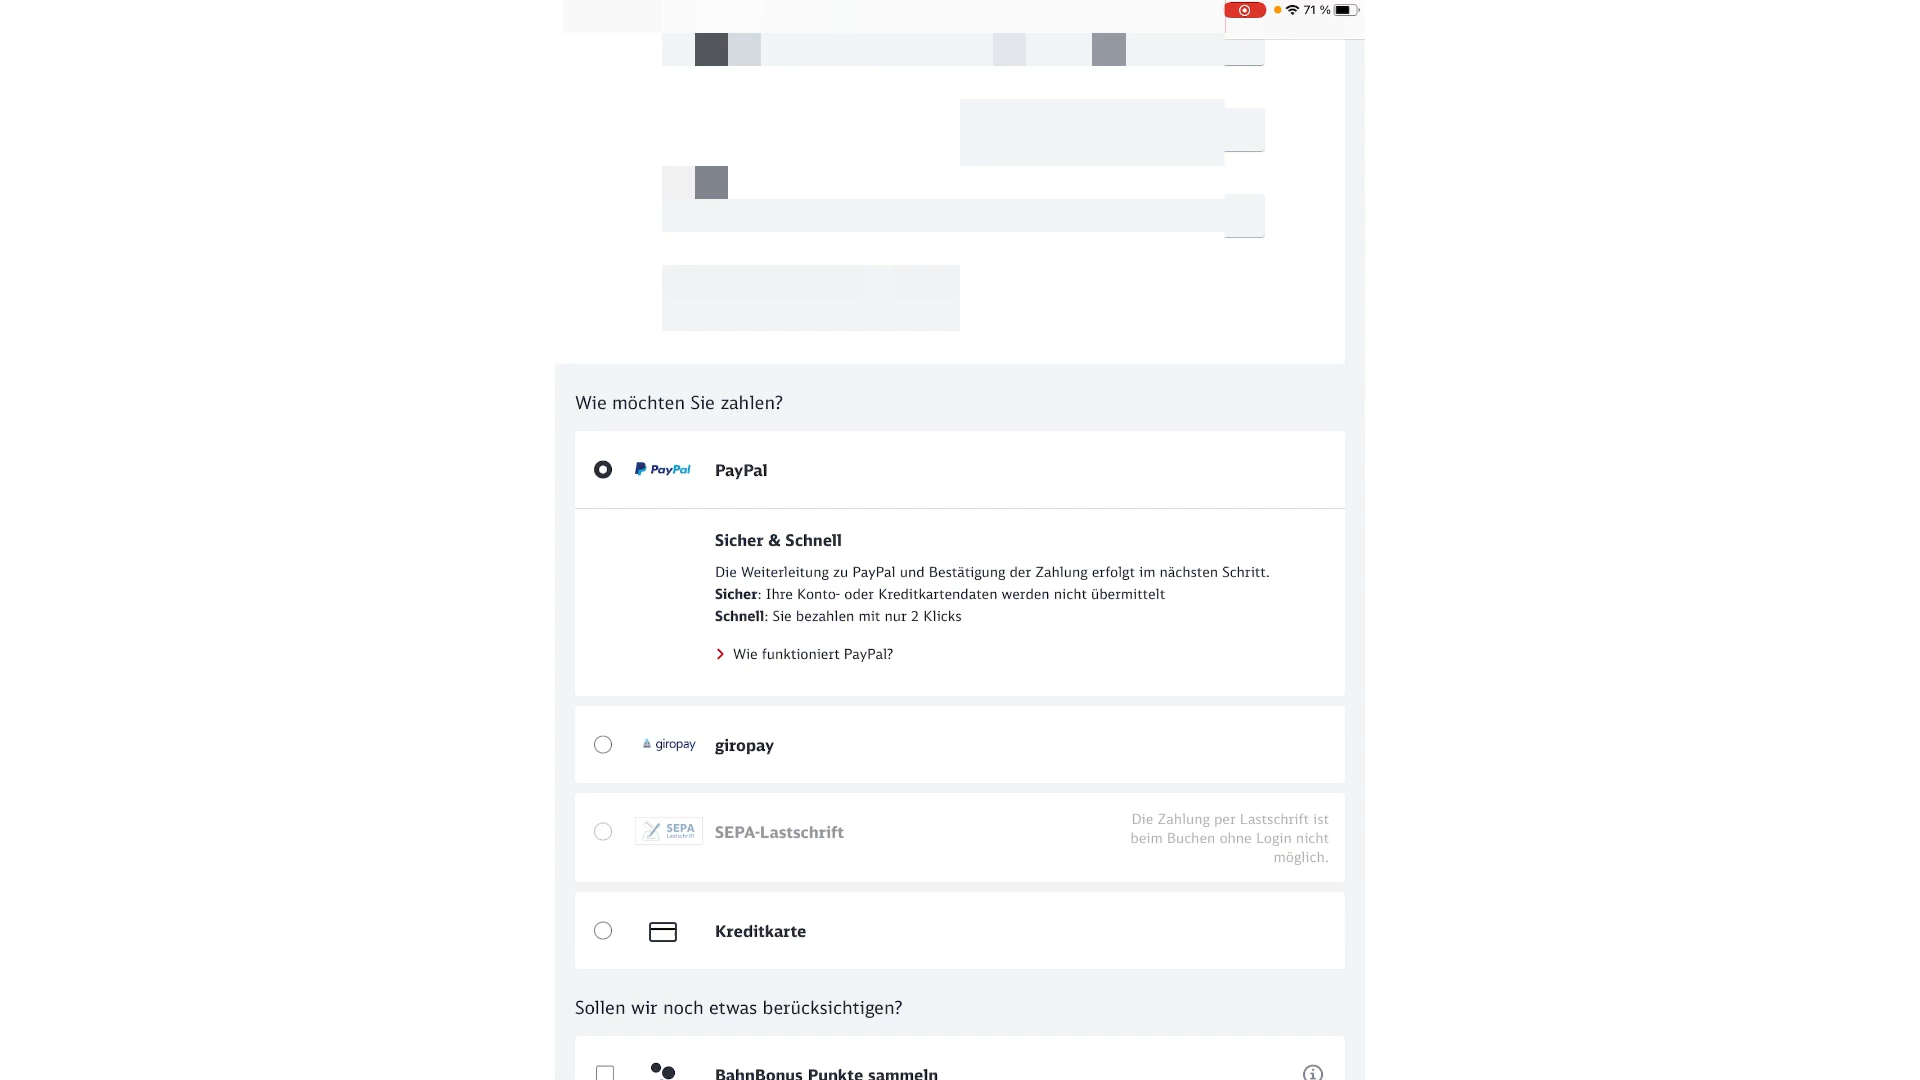 71 %
Wie möchten Sie zahlen?
PayPal PayPal
Sicher & Schnell
Die Weiterleitung zu PayPal und Bestätigung der Zahlung erfolgt im nächsten Schritt.
Sicher: Ihre Konto- oder Kreditkartendaten werden nicht übermittelt
Schnell: Sie bezahlen mit nur 2 Klicks
Wie funktioniert PayPal?
giropay giropay
SEPA Lastschrift SEPA-Lastschrift
Die Zahlung per Lastschrift ist
beim Buchen ohne Login nicht
möglich.
Kreditkarte
Sollen wir noch etwas berücksichtigen?
BahnBonus Punkte sammeln